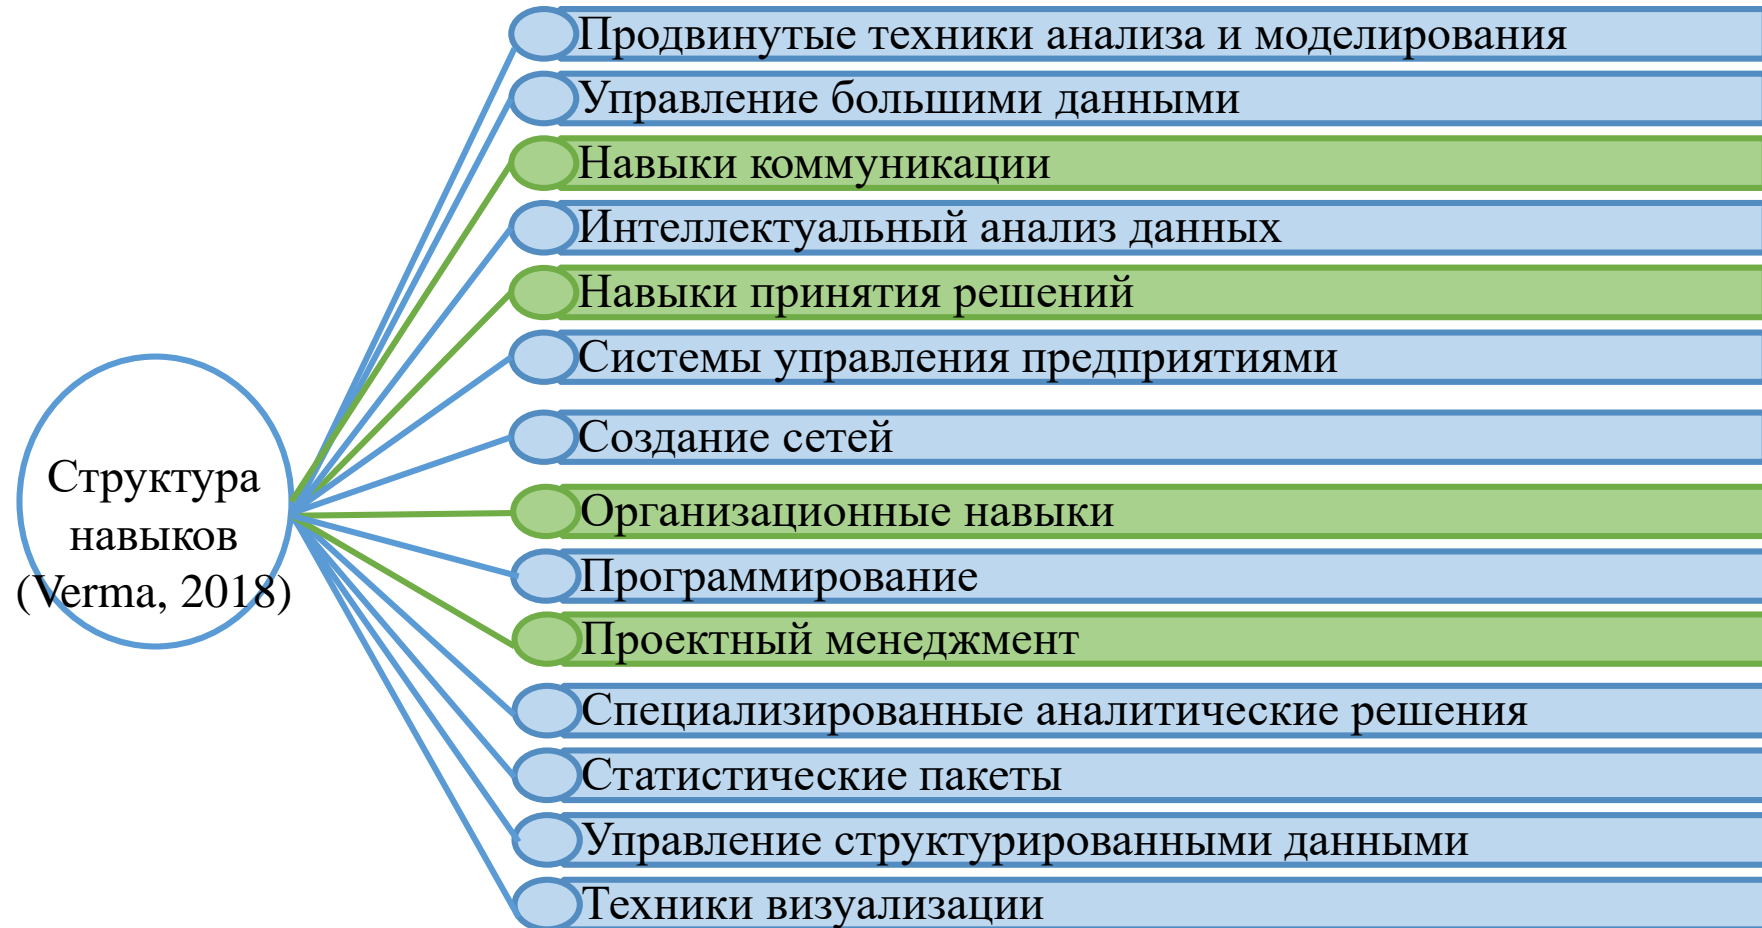 Продвинутые техники анализа и моделирования
Управление большими данными
Навыки коммуникации
Интеллектуальный анализ данных
Навыки принятия решений
Системы управления предприятиями
Создание сетей
Структура
навыков
(Verma, 2018)
Организационные навыки
Программирование
Проектный менеджмент
Специализированные аналитические решения
Статистические пакеты
Управление структурированными данными
Техники визуализации